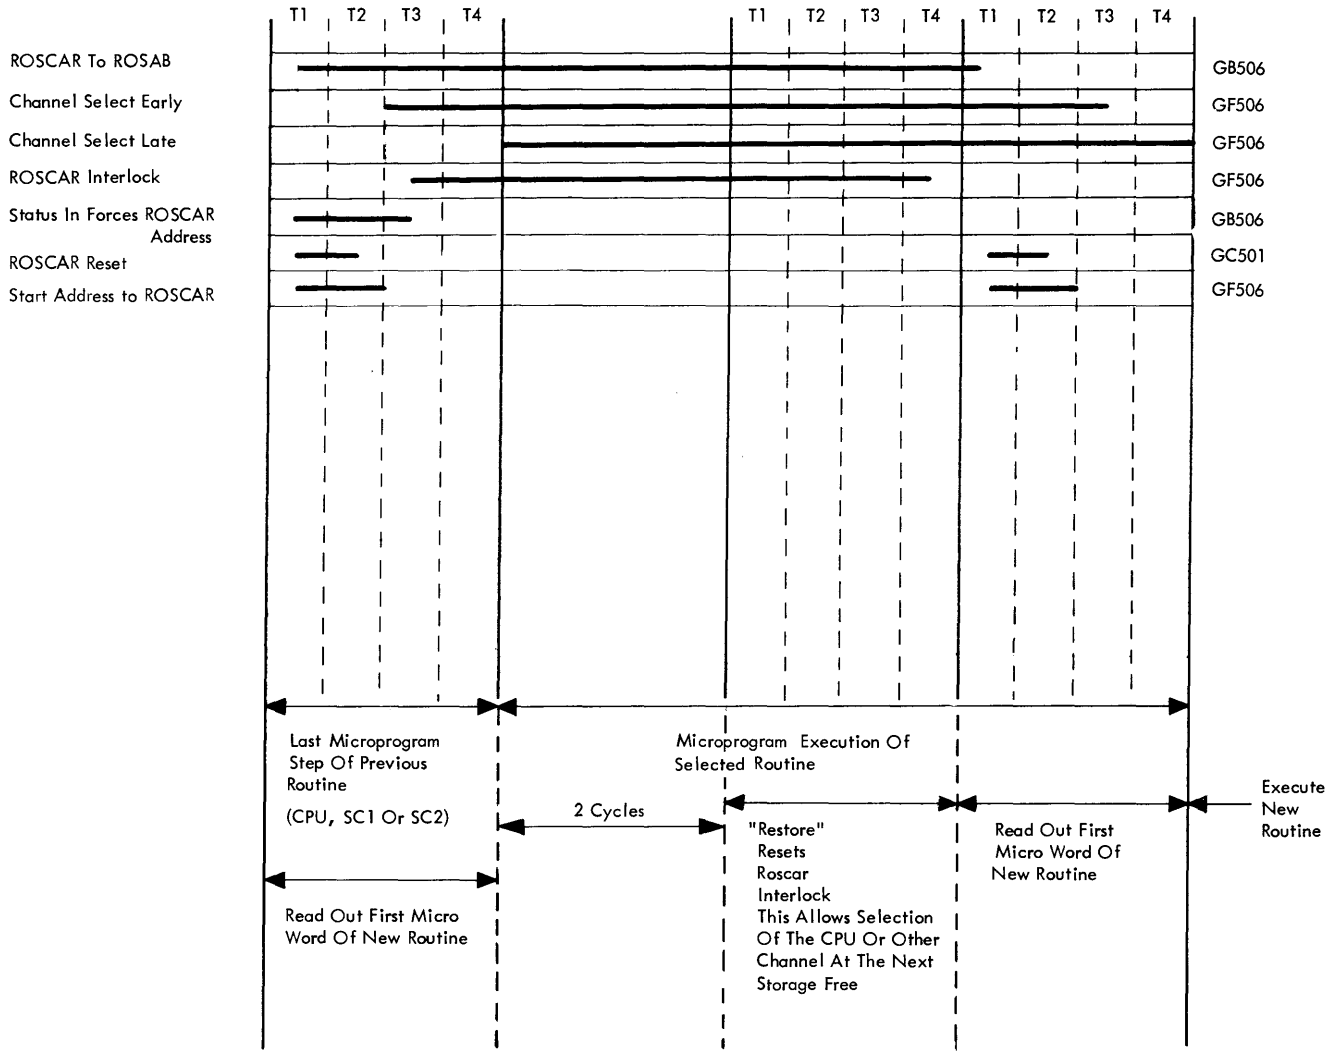 T1 T2 T3 T4 T1 T2 T3 T4 T1 T2 T3 T4
ROSCAR To ROSAB GB506
Channel Select Early GF506
Channel Select Late GF506
ROSCAR Interlock GF506
Status In Forces ROSCAR GB506
Address
ROSCAR Reset GC501
Start Address to ROSCAR GF506
Last Microprogram
Step Of Previous
Routine
(CPU, SC1 Or SC2)
Microprogram Execution Of
Selected Routine
2 Cycles
Read Out First Micro
Word Of New Routine
"Restore"
Resets
Roscar
Interlock
This Allows Selection
Of The CPU Or Other
Channel At The Next
Storage Free
Read Out First
Micro Word Of
New Routine
Execute
New
Routine